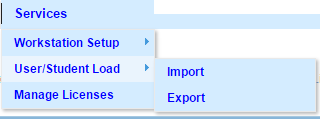 Services
Workstation Setup
User/Student Load
Import
Export
Manage Licenses